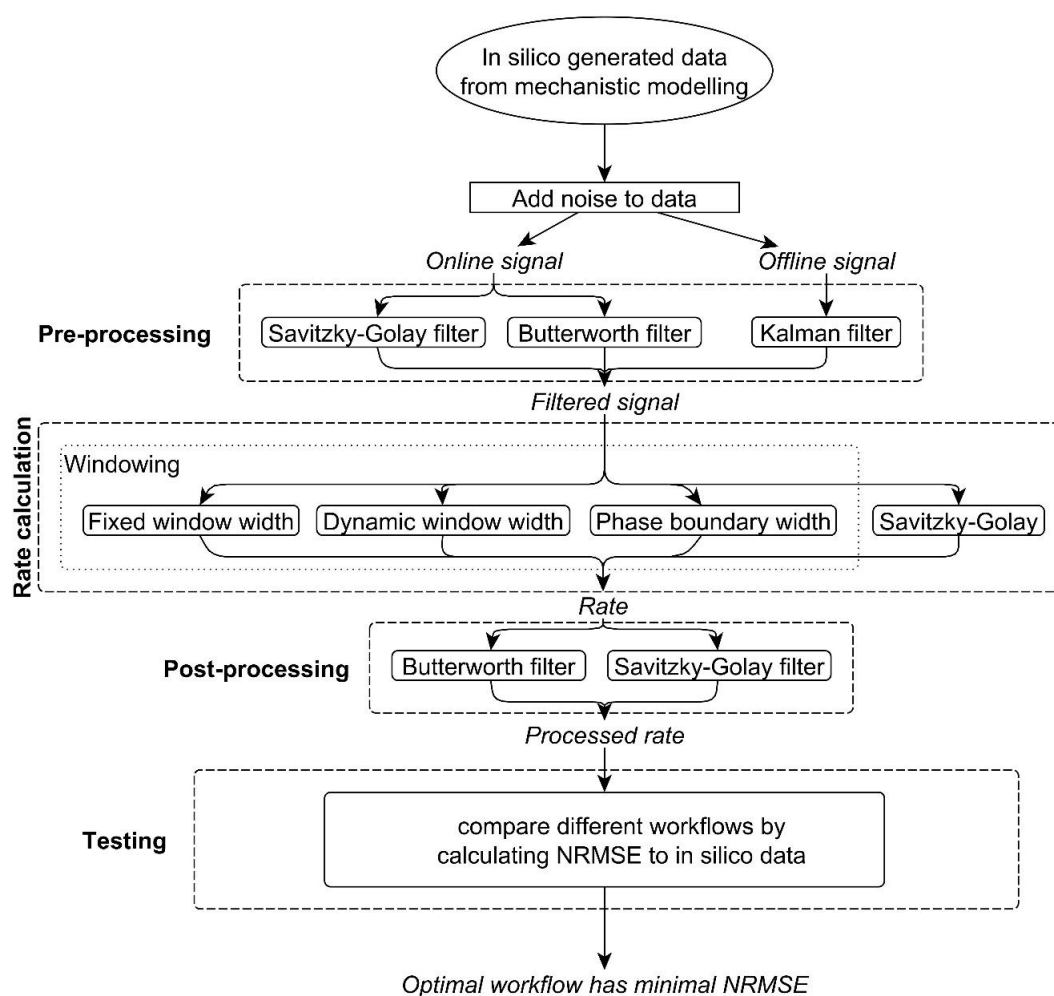 In silico generated data
from mechanistic modelling
Add noise to data
Online signal
Offline signal
Pre-processing
Savitzky-Golay filter
Butterworth filter
Kalman filter
Filtered signal
Rate calculation
Windowing
Fixed window width
Dynamic window width
Phase boundary width
Savitzky-Golay
Rate
Post-processing
Butterworth filter
Savitzky-Golay filter
Processed rate
Testing
compare different workflows by
calculating NRMSE to in silico data
Optimal workflow has minimal NRMSE